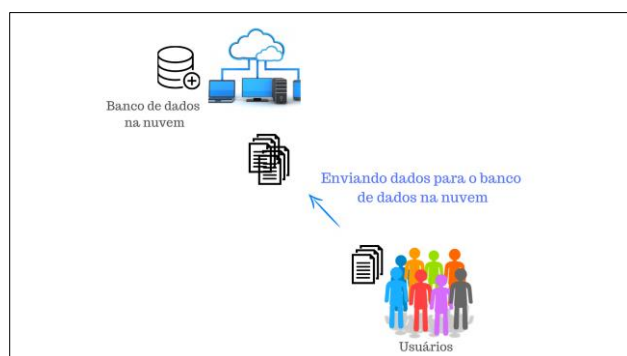 Banco de dados
na nuvem
Enviando dados para o banco
de dados na nuvem
Usuários